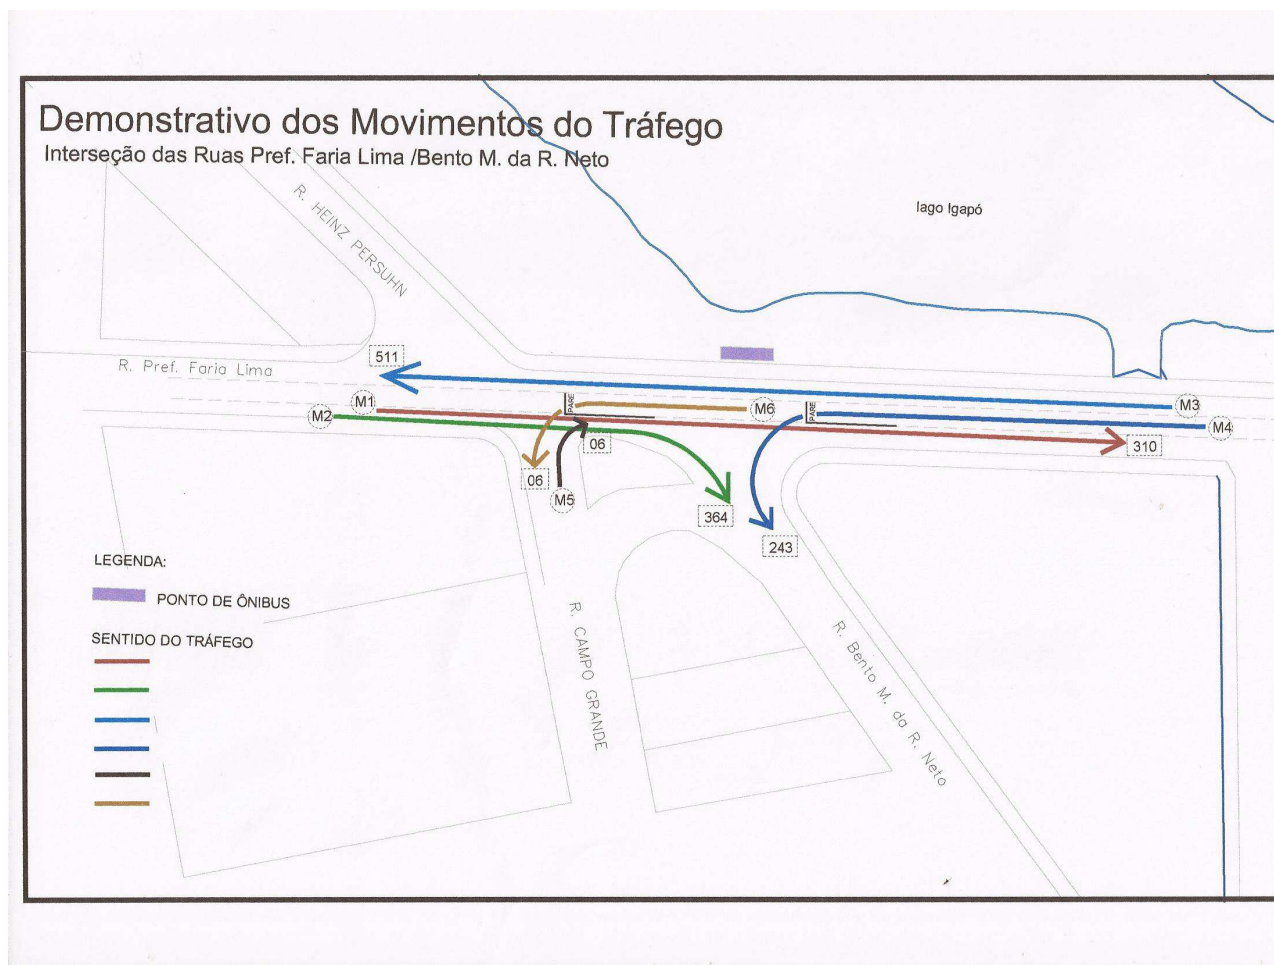 Demonstrativo dos Movimentos do Tráfego
Interseção das Ruas Pref. Faria Lima /Bento M. da R. Neto
R. HEINZ PERSUHN
lago Igapó
R. Pref. Faria Lima
511
M1
M2
PARE
M6
PARE
M3
M4
06
310
06
M5
364
243
LEGENDA:
PONTO DE ÔNIBUS
SENTIDO DO TRÁFEGO
R. CAMPO GRANDE
R. Bento M. da R. Neto